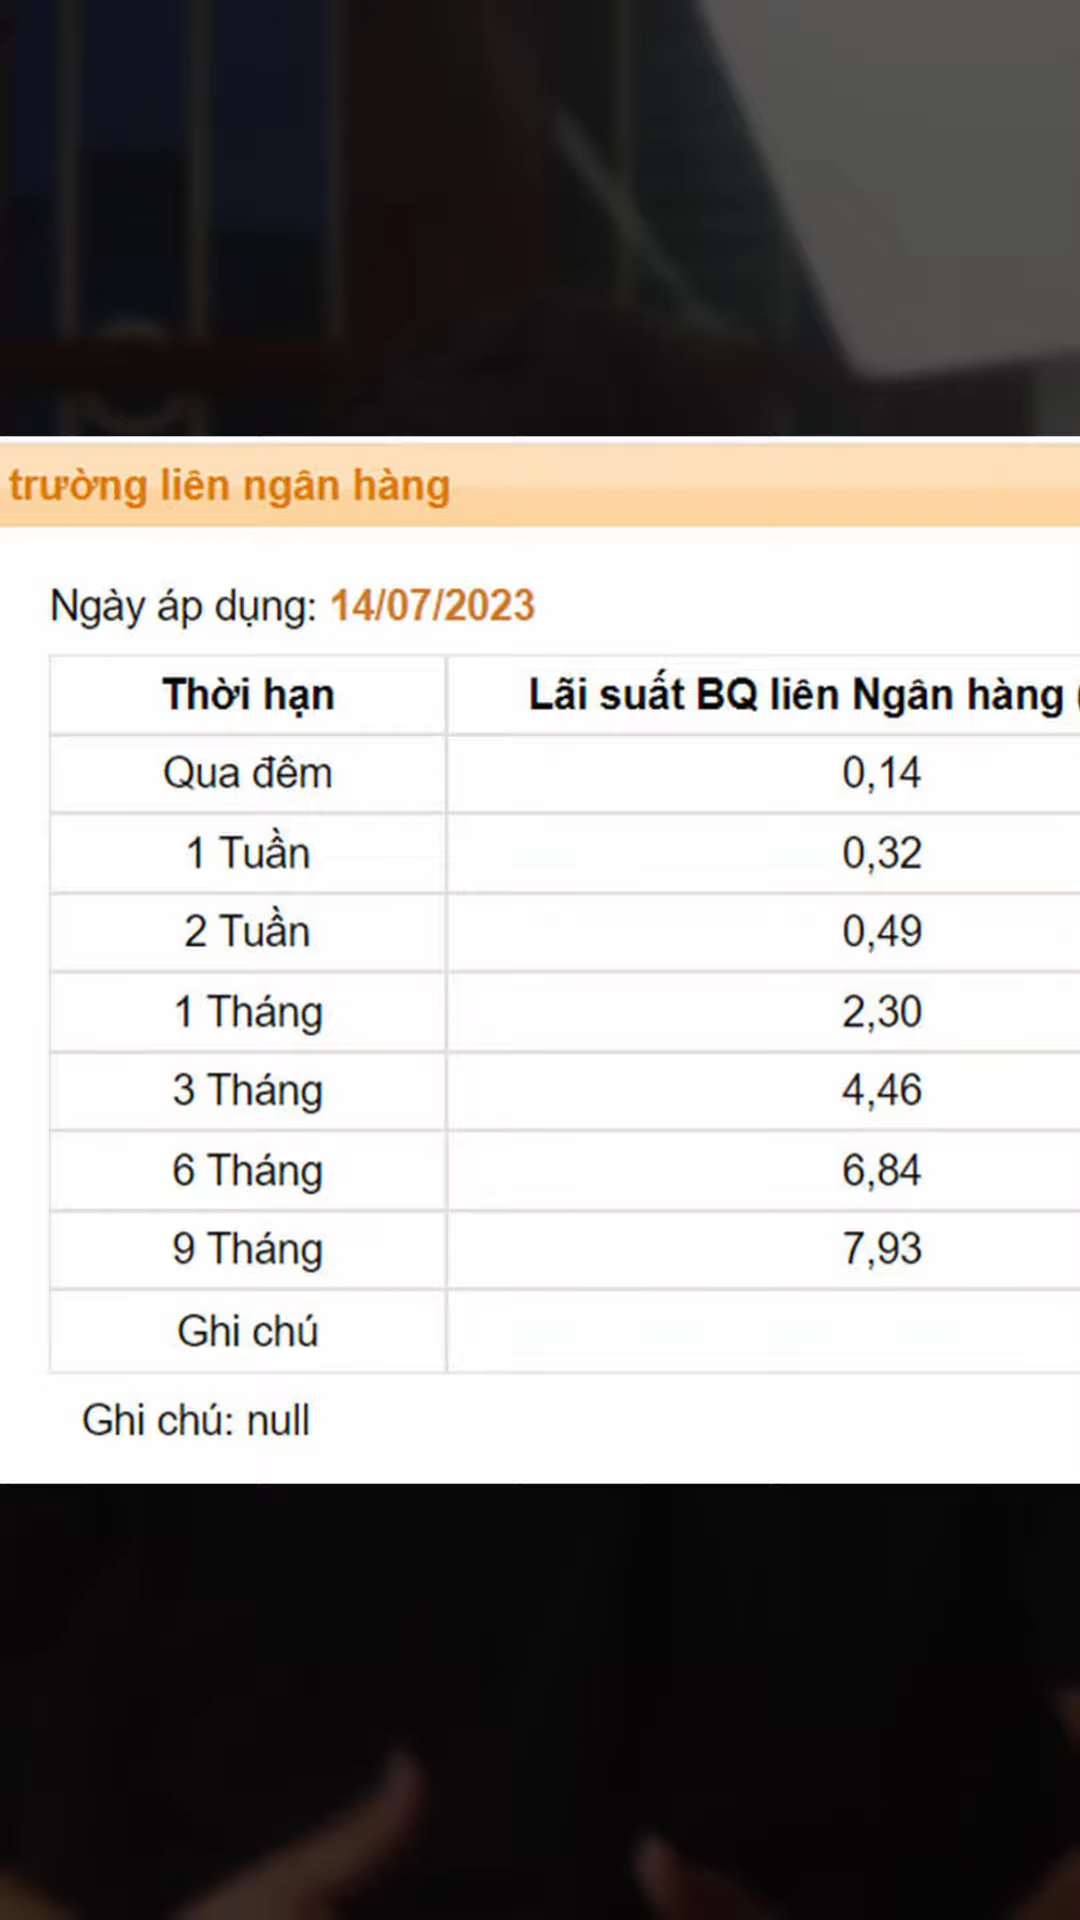 trường liên ngân hàng
Ngày áp dụng: 14/07/2023
Thời hạn Lãi suất BQ liên Ngân hàng (
Qua đêm 0,14
1 Tuần 0,32
2 Tuần 0,49
1 Tháng 2,30
3 Tháng 4,46
6 Tháng 6,84
9 Tháng 7,93
Ghi chú
Ghi chú: null